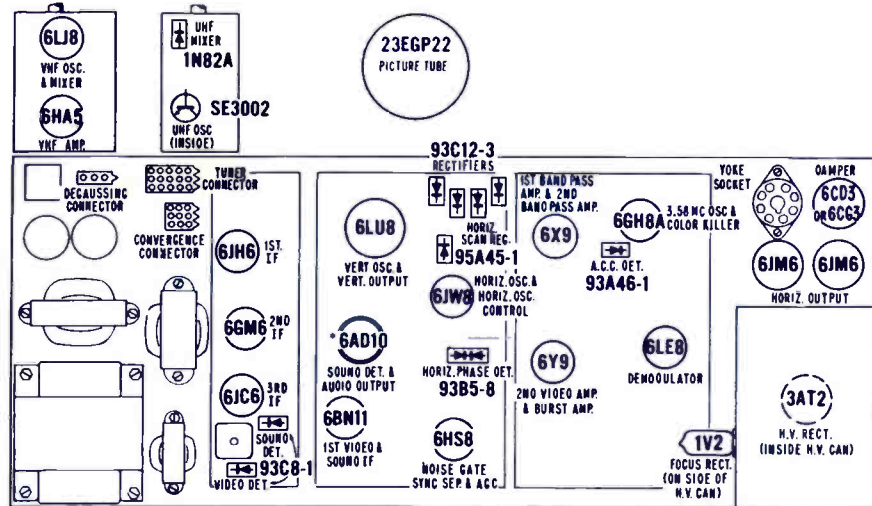 6LJ8
VHF OSC.
& MIXER
6HA5
VHF AMP.
UHF
MIXER
1N82A
SE3002
UHF OSC
(INSIDE)
23EGP22
PICTURE TUBE
DEGAUSSING
CONNECTOR
TUNER
CONNECTOR
CONVERGENCE
CONNECTOR
6JH6
1ST.
IF
6GM6
2ND
IF
6JC6
3RD
IF
SOUND
DET.
93C8-1
VIDEO DET.
93C12-3
RECTIFIERS
6LU8
VERT OSC. &
VERT. OUTPUT
HORIZ.
SCAN REG.
95A45-1
6JW8
HORIZ. OSC. &
HORIZ. OSC.
CONTROL
*6AD10
SOUND DET. &
AUDIO OUTPUT
HORIZ. PHASE DET.
93B5-8
6BN11
1ST VIDEO &
SOUND IF
6HS8
NOISE GATE
SYNC SEP. & AGC
1ST BAND PASS
AMP. & 2ND
BAND PASS AMP.
6X9
6GH8A
3.58 MC OSC &
COLOR KILLER
A.C.C. DET.
93A46-1
6Y9
2ND VIDEO AMP.
& BURST AMP.
6LE8
DEMODULATOR
YOKE
SOCKET
DAMPER
6CD3
OR 6CG3
6JM6
6JM6
HORIZ. OUTPUT
3AT2
H.V. RECT.
(INSIDE H.V. CAN)
1V2
FOCUS RECT.
(ON SIDE OF
H.V. CAN)